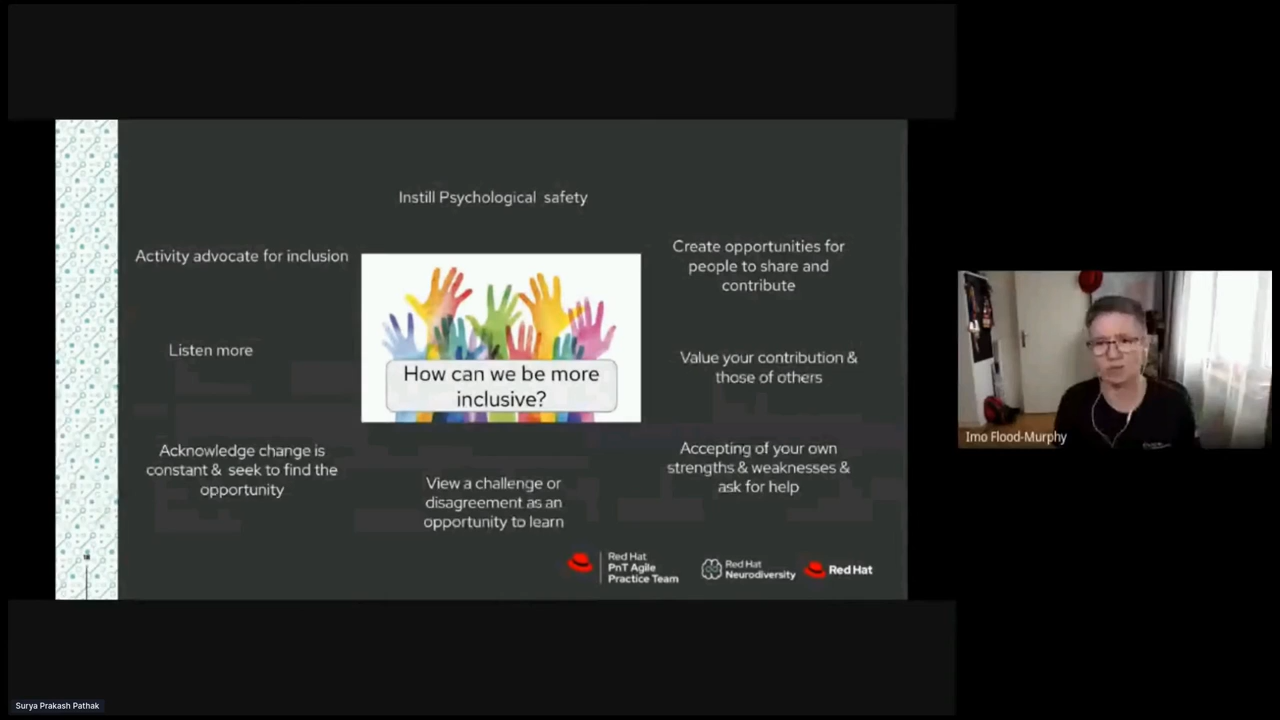 Instill Psychological safety
Activity advocate for inclusion
Create opportunities for
people to share and
contribute
Listen more
How can we be more
inclusive?
Value your contribution &
those of others
Acknowledge change is
constant & seek to find the
opportunity
View a challenge or
disagreement as an
opportunity to learn
Accepting of your own
strengths & weaknesses &
ask for help
18
Red Hat
PnT Agile
Practice Team
Red Hat
Neurodiversity
Red Hat
Imo Flood-Murphy
Surya Prakash Pathak